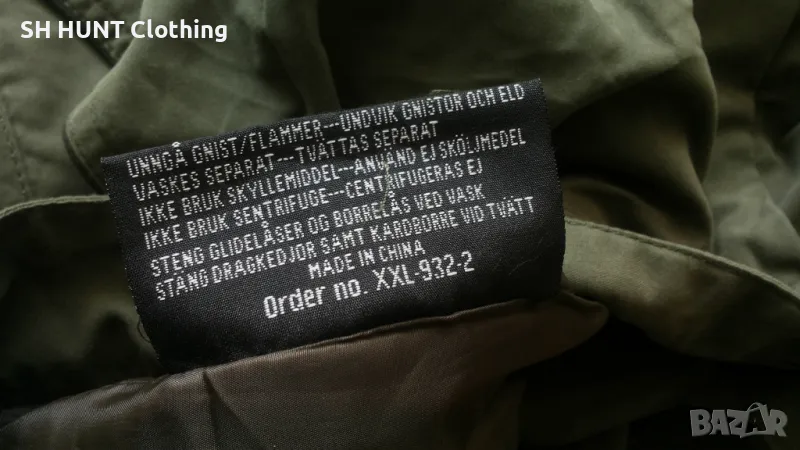 SH HUNT Clothing
UNNGÅ GNIST/FLAMMER---UNDVIK GNISTOR OCH ELD
VASKES SEPARAT---TVÄTTAS SEPARAT
IKKE BRUK SKYLLEMIDDEL---ANVÄND EJ SKÖLJMEDEL
IKKE BRUK SENTRIFUGE---CENTRIFUGERAS EJ
STENG GLIDELÅSER OG BORRELÅS VED VASK
STÄNG DRAGKEDJOR SAMT KARDBORRE VID TVÄTT
MADE IN CHINA
Order no. XXL-932-2
BAZAR